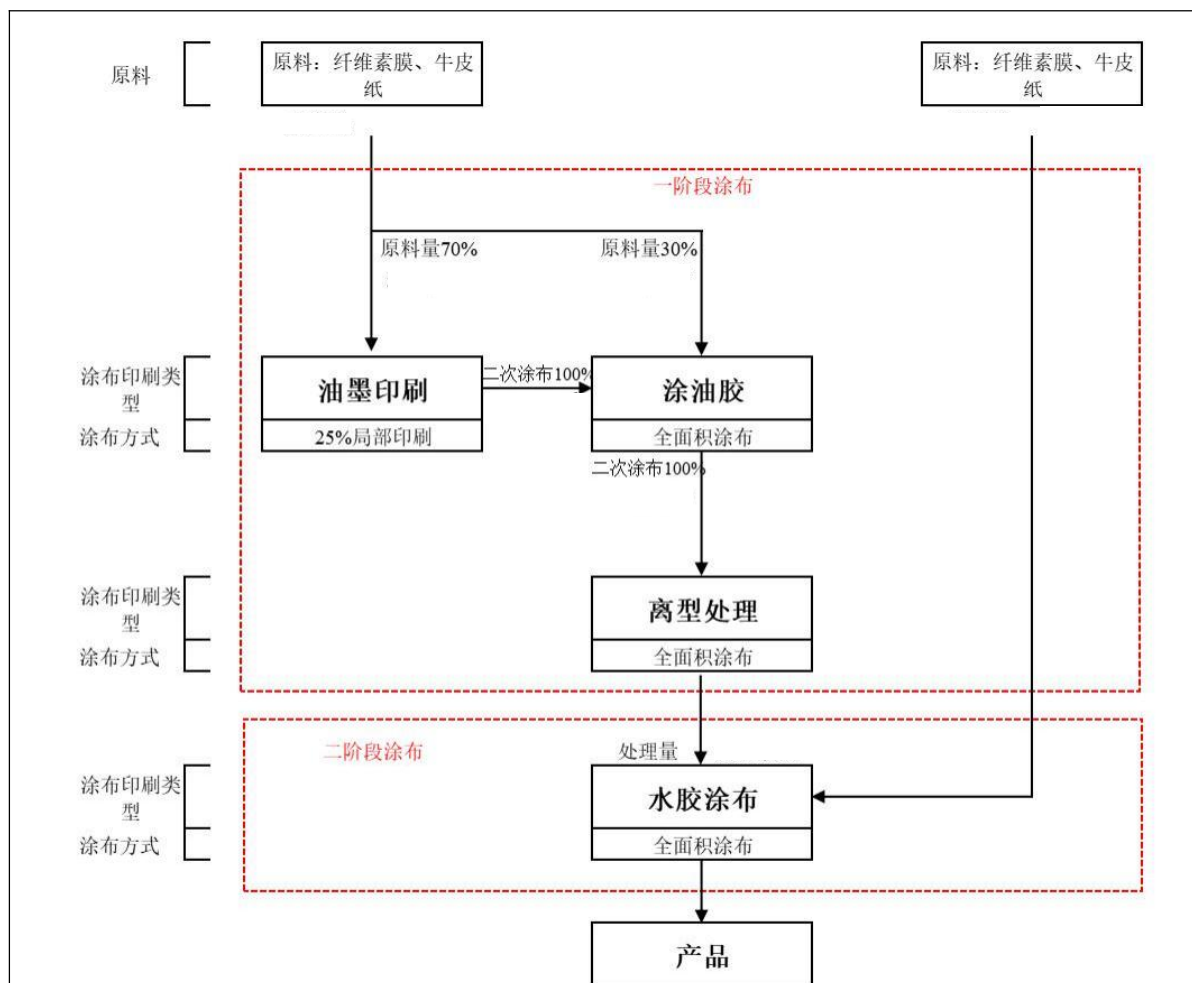 原料
原料：纤维素膜、牛皮
纸
原料：纤维素膜、牛皮
纸
一阶段涂布
原料量70%
原料量30%
涂布印刷类
型
涂布方式
油墨印刷
25%局部印刷
二次涂布100%
涂油胶
全面积涂布
二次涂布100%
涂布印刷类
型
涂布方式
离型处理
全面积涂布
二阶段涂布
处理量
涂布印刷类
型
涂布方式
水胶涂布
全面积涂布
产品